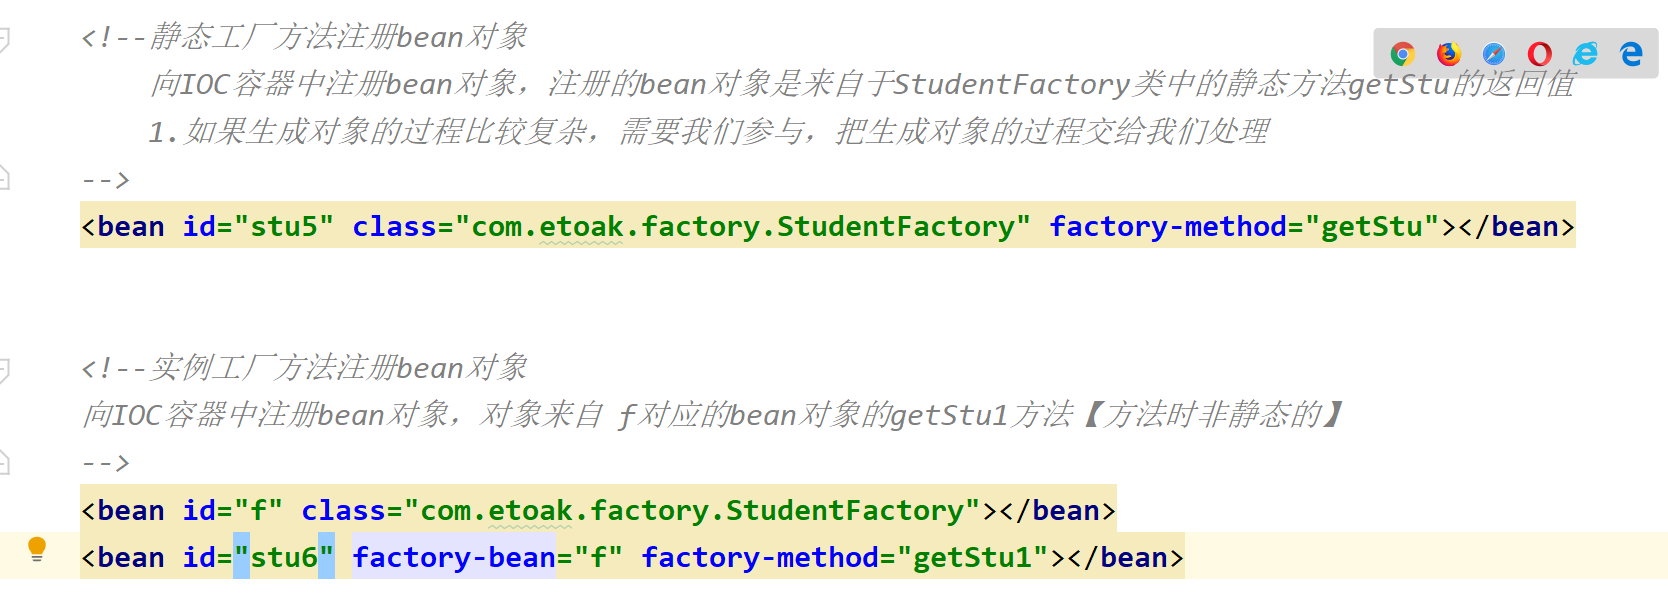 <!--静态工厂方法注册bean对象
向IOC容器中注册bean对象，注册的bean对象是来自于StudentFactory类中的静态方法getStu的返回值
1.如果生成对象的过程比较复杂，需要我们参与，把生成对象的过程交给我们处理
-->
<bean id="stu5" class="com.etoak.factory.StudentFactory" factory-method="getStu"></bean>
<!--实例工厂方法注册bean对象
向IOC容器中注册bean对象，对象来自 f对应的bean对象的getStu1方法【方法时非静态的】
-->
<bean id="f" class="com.etoak.factory.StudentFactory"></bean>
<bean id="stu6" factory-bean="f" factory-method="getStu1"></bean>